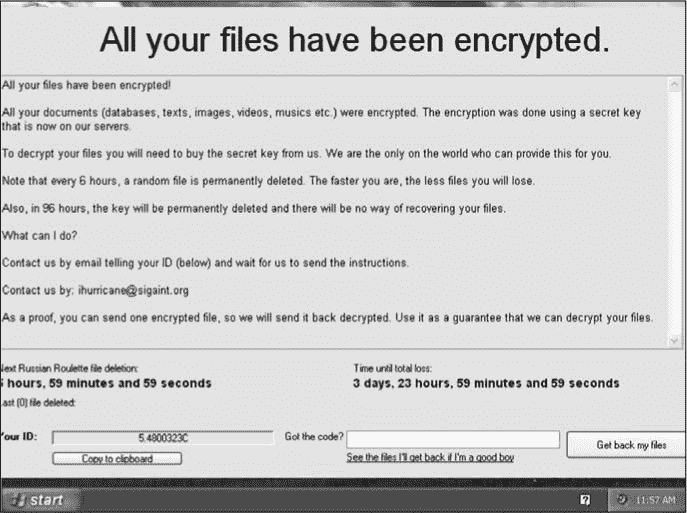 All your files have been encrypted.
All your files have been encrypted!
All your documents (databases, texts, images, videos, musics etc.) were encrypted. The encryption was done using a secret key
that is now on our servers.
To decrypt your files you will need to buy the secret key from us. We are the only on the world who can provide this for you.
Note that every 6 hours, a random file is permanently deleted. The faster you are, the less files you will lose.
Also, in 96 hours, the key will be permanently deleted and there will be no way of recovering your files.
What can I do?
Contact us by email telling your ID (below) and wait for us to send the instructions.
Contact us by: ihurricane@sigaint.org
As a proof, you can send one encrypted file, so we will send it back decrypted. Use it as a guarantee that we can decrypt your files.
Next Russian Roulette file deletion:
5 hours, 59 minutes and 59 seconds
Last (0) file deleted:
Time until total loss:
3 days, 23 hours, 59 minutes and 59 seconds
Your ID:
5.4800323C
Copy to clipboard
Got the code?
See the files I'll get back if I'm a good boy
Get back my files
start
11:57 AM